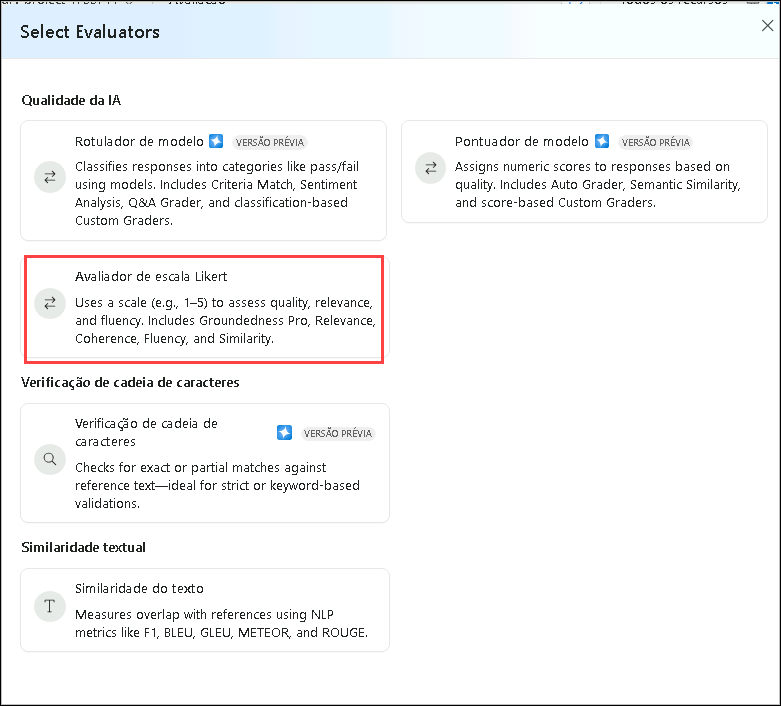 Select Evaluators
Qualidade da IA
Rotulador de modelo VERSÃO PRÉVIA
Classifies responses into categories like pass/fail
using models. Includes Criteria Match, Sentiment
Analysis, Q&A Grader, and classification-based
Custom Graders.
Pontuador de modelo VERSÃO PRÉVIA
Assigns numeric scores to responses based on
quality. Includes Auto Grader, Semantic Similarity,
and score-based Custom Graders.
Avaliador de escala Likert
Uses a scale (e.g., 1–5) to assess quality, relevance,
and fluency. Includes Groundedness Pro, Relevance,
Coherence, Fluency, and Similarity.
Verificação de cadeia de caracteres
Verificação de cadeia de
caracteres VERSÃO PRÉVIA
Checks for exact or partial matches against
reference text—ideal for strict or keyword-based
validations.
Similaridade textual
Similaridade do texto
Measures overlap with references using NLP
metrics like F1, BLEU, GLEU, METEOR, and ROUGE.